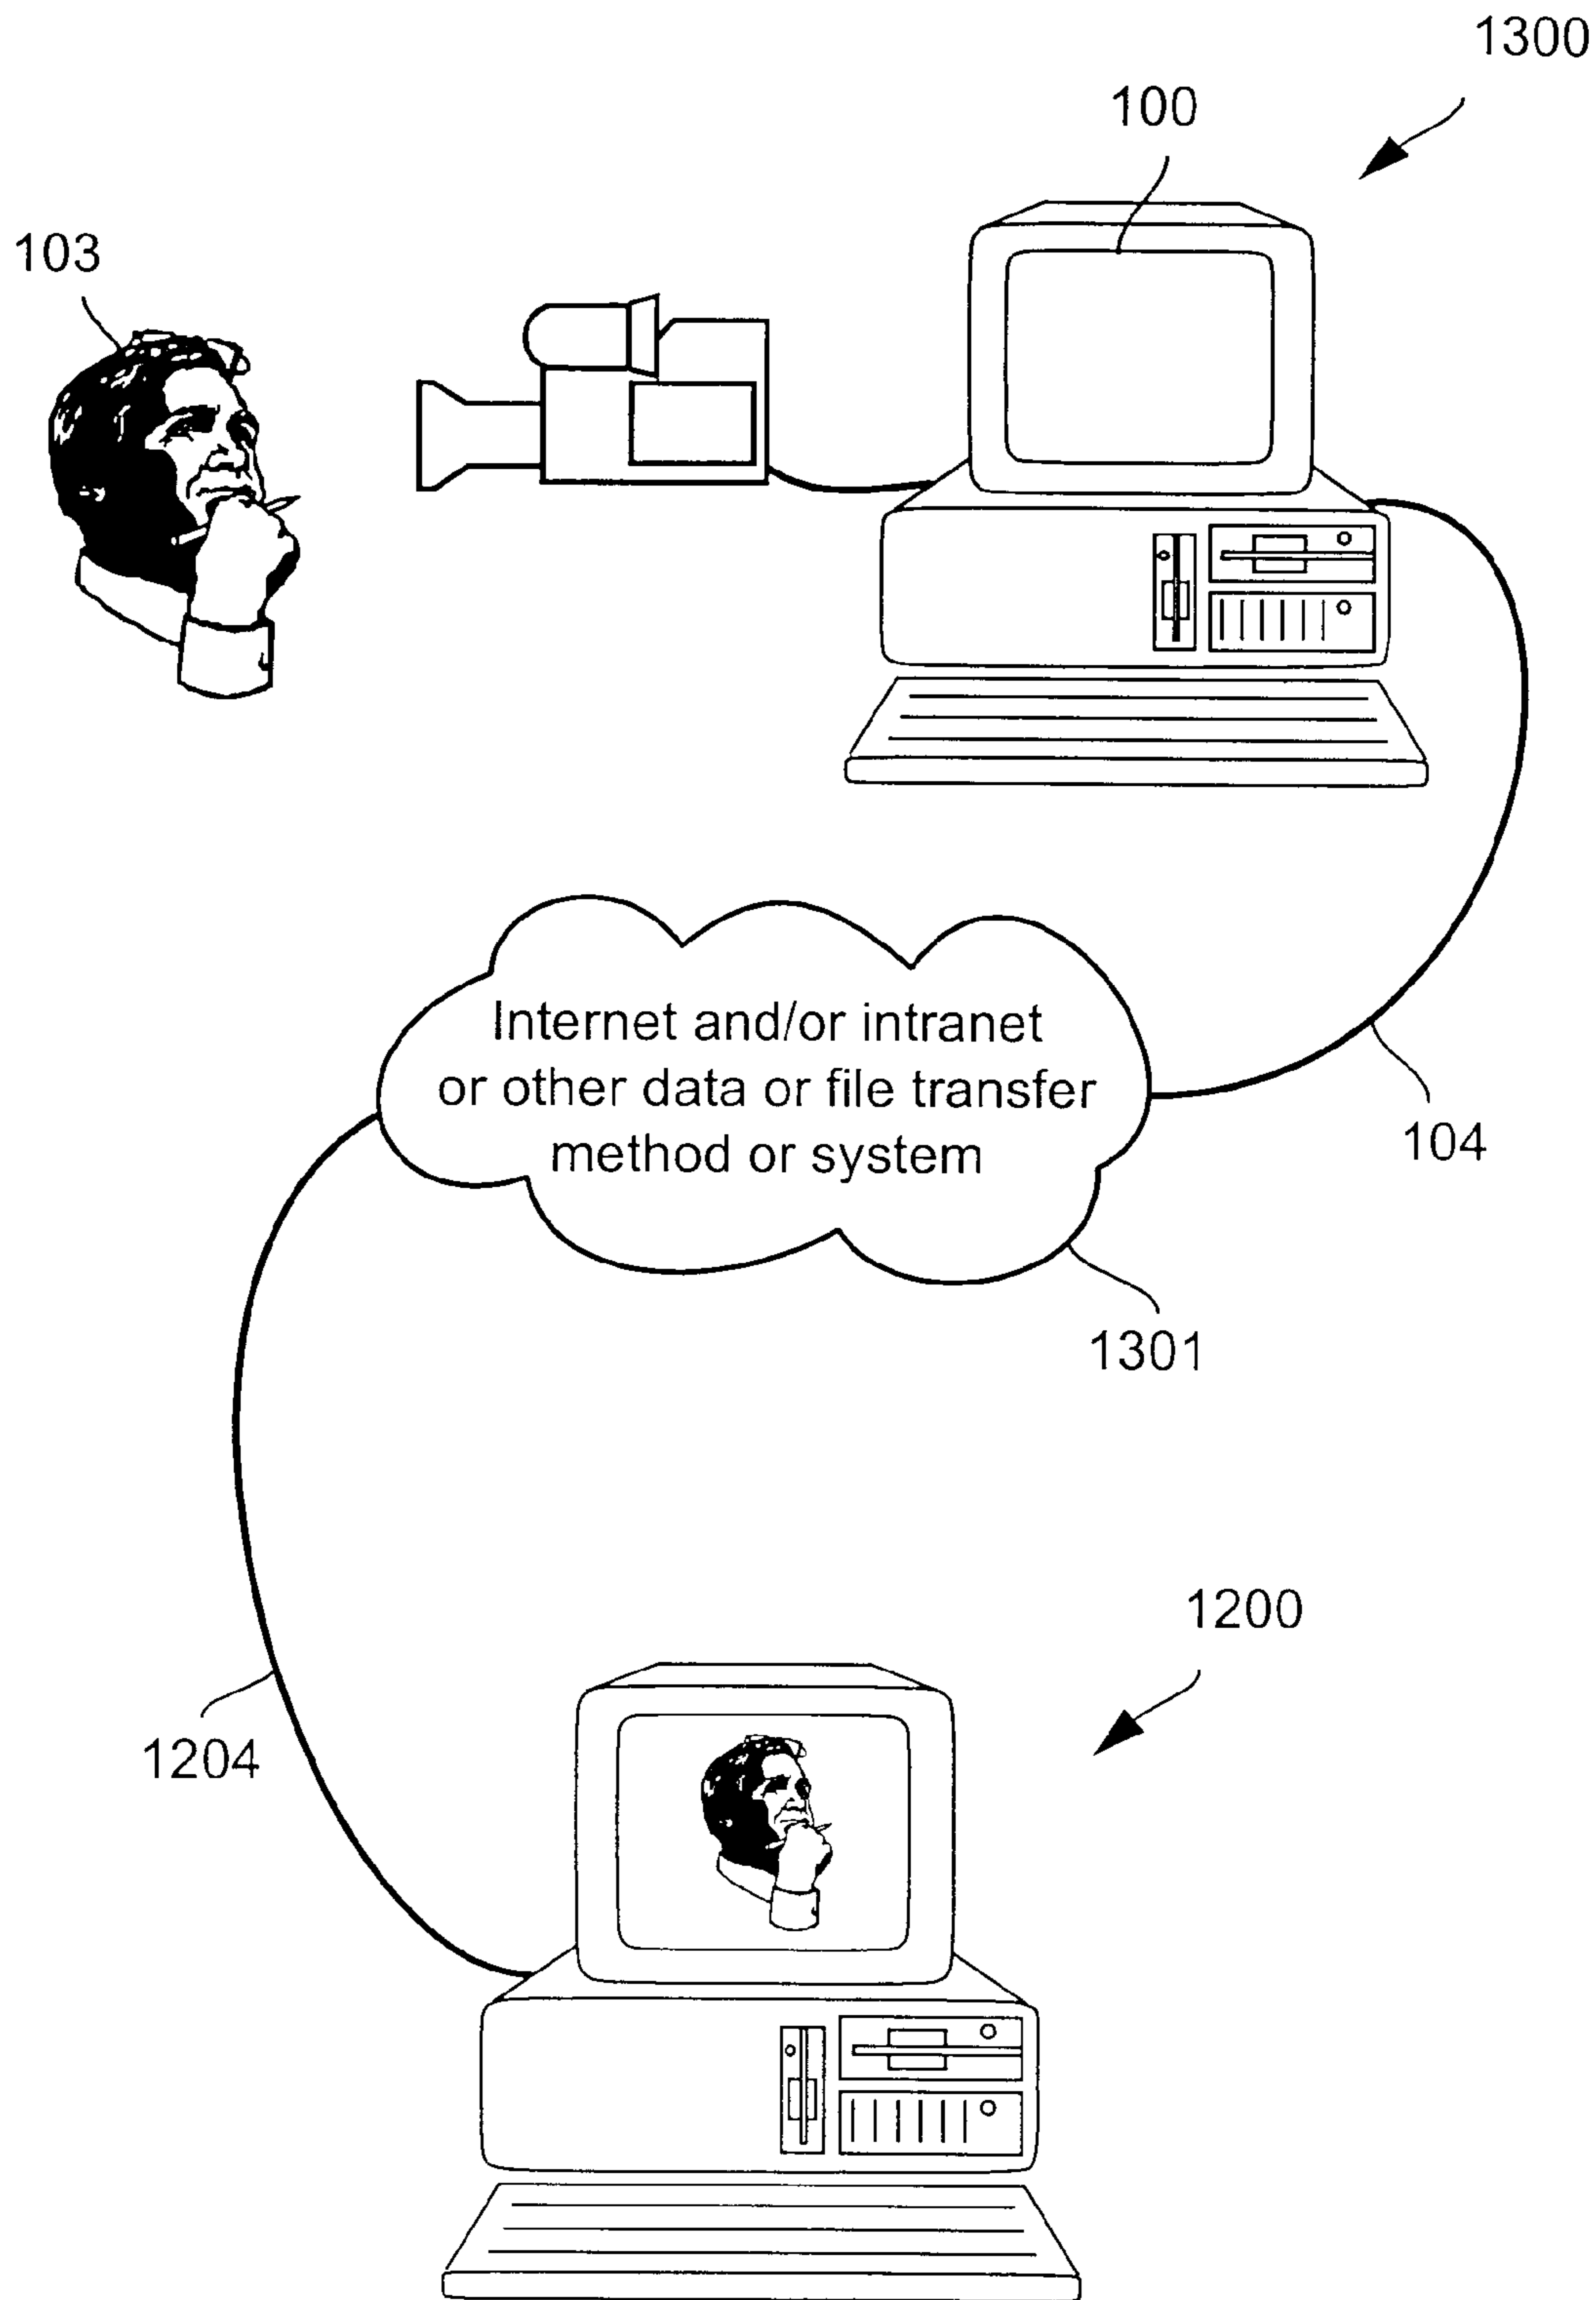 1300
100
103
Internet and/or intranet
or other data or file transfer
method or system
104
1301
1200
1204